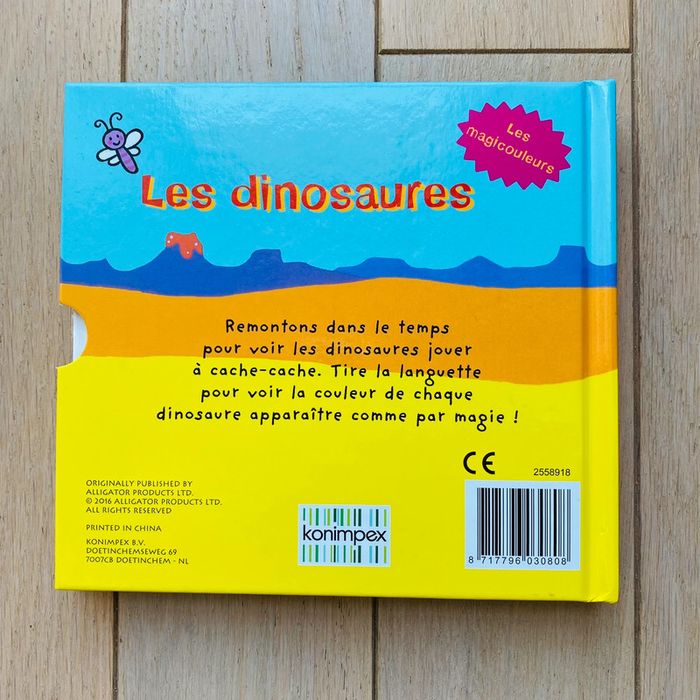 Les
magicouleurs
Les dinosaures
Remontons dans le temps
pour voir les dinosaures jouer
à cache-cache. Tire la languette
pour voir la couleur de chaque
dinosaure apparaître comme par magie !
CE
2558918
ORIGINALLY PUBLISHED BY
ALLIGATOR PRODUCTS LTD.
© 2016 ALLIGATOR PRODUCTS LTD.
ALL RIGHTS RESERVED
PRINTED IN CHINA
KONIMPEX B.V.
DOETINCHEMSEWEG 69
7007CB DOETINCHEM - NL
konimpex
8 717796 030808